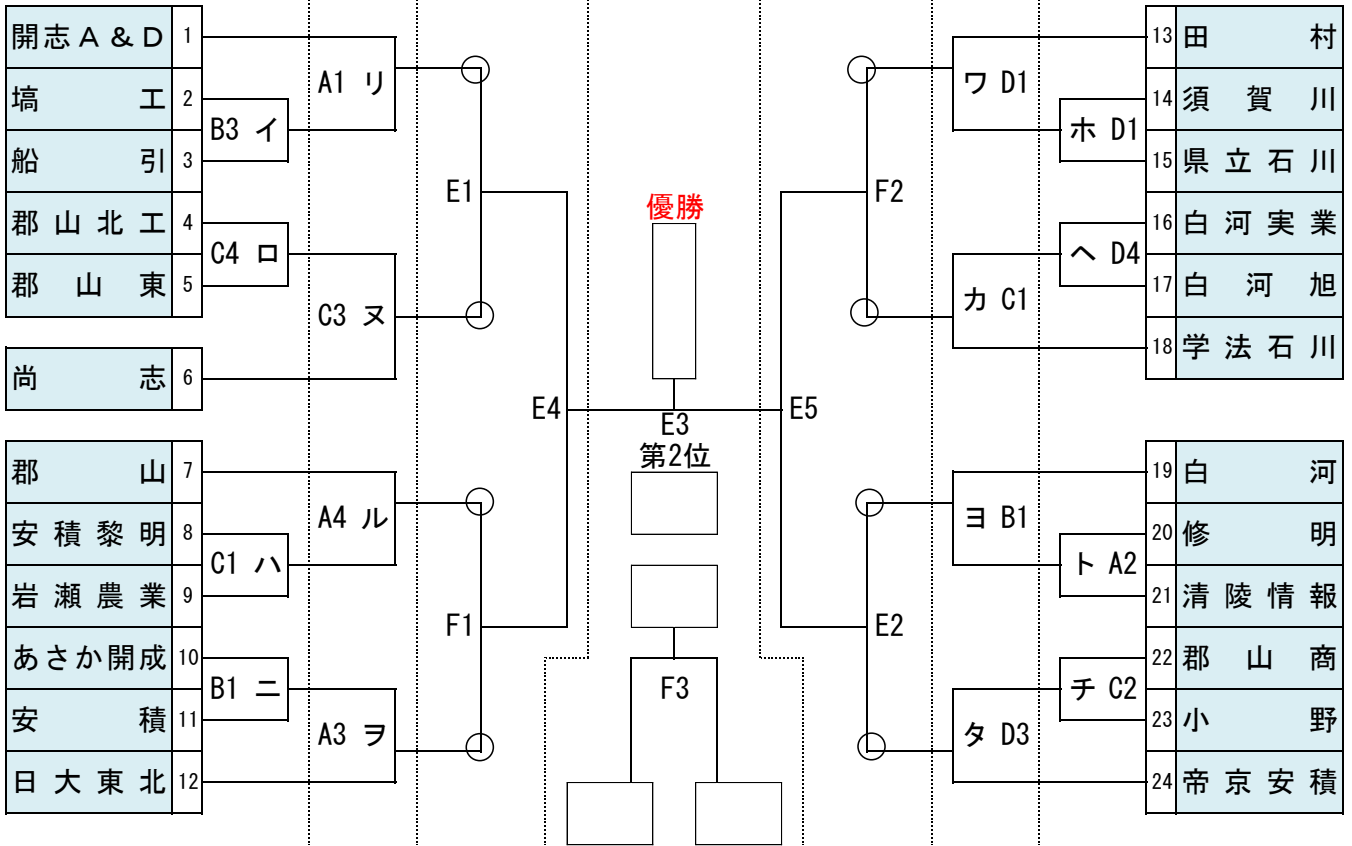 開志Ａ＆Ｄ 1
塙工 2
船引 3
郡山北工 4
郡山東 5
尚志 6
郡山 7
安積黎明 8
岩瀬農業 9
あさか開成 10
安積 11
日大東北 12
B3 イ
C4 ロ
C1 ハ
B1 ニ
A1 リ
C3 ヌ
A4 ル
A3 ヲ
E1
F1
E4
優勝
E3
第2位
F3
E5
F2
E2
ワ D1
カ C1
ヨ B1
タ D3
ホ D1
ヘ D4
ト A2
チ C2
13 田村
14 須賀川
15 県立石川
16 白河実業
17 白河旭
18 学法石川
19 白河
20 修明
21 清陵情報
22 郡山商
23 小野
24 帝京安積